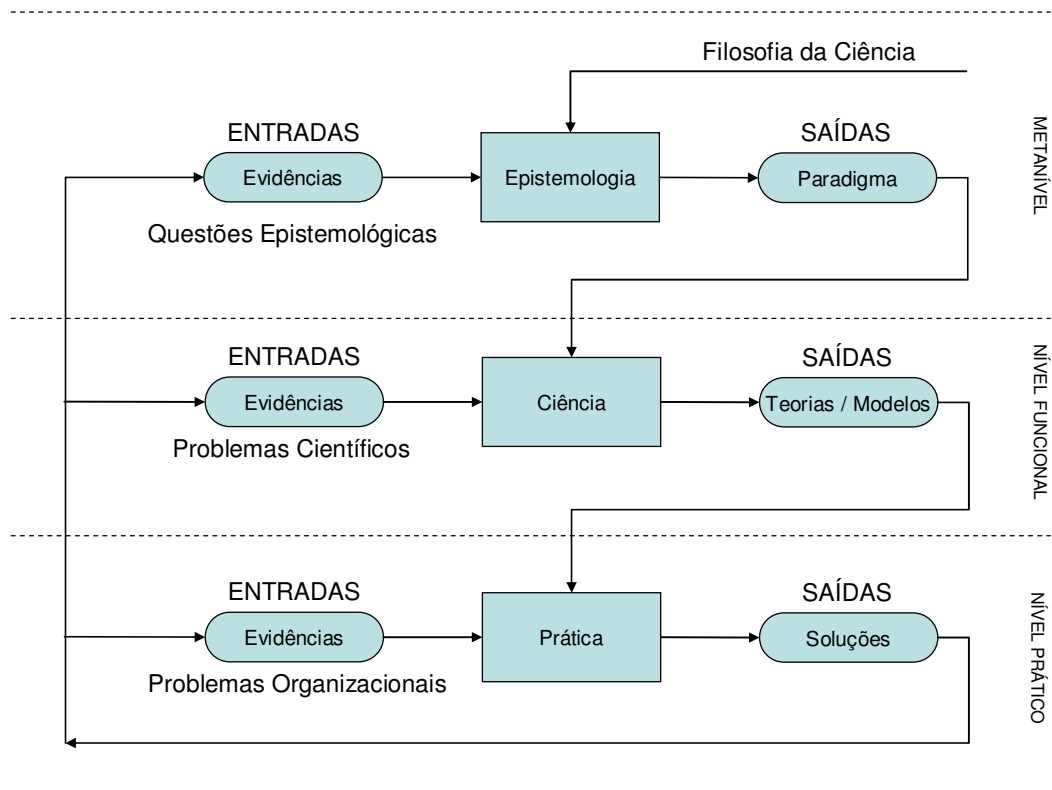 Filosofia da Ciência
ENTRADAS
SAÍDAS
Evidências
Epistemologia
Paradigma
Questões Epistemológicas
METANÍVEL
ENTRADAS
SAÍDAS
Evidências
Ciência
Teorias / Modelos
Problemas Científicos
NÍVEL FUNCIONAL
ENTRADAS
SAÍDAS
Evidências
Prática
Soluções
Problemas Organizacionais
NÍVEL PRÁTICO